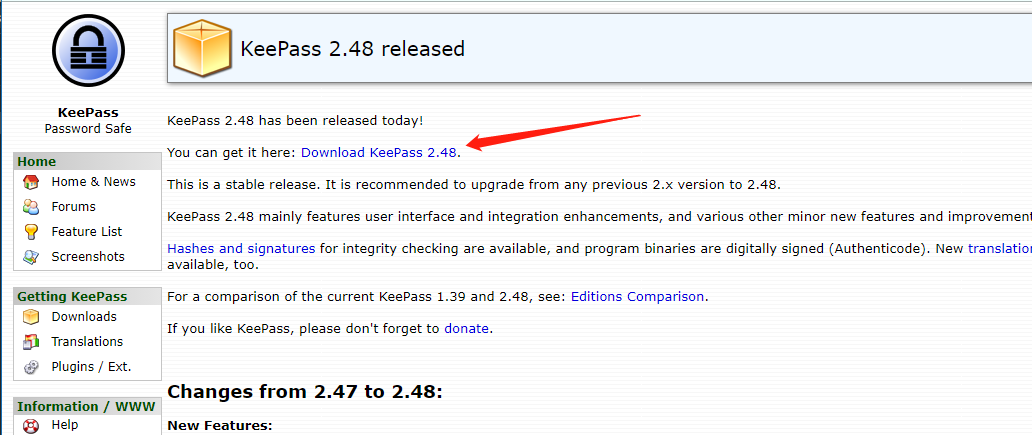 KeePass 2.48 released
KeePass
Password Safe
Home
Home & News
Forums
Feature List
Screenshots
Getting KeePass
Downloads
Translations
Plugins / Ext.
Information / WWW
Help
KeePass 2.48 has been released today!
You can get it here: Download KeePass 2.48.
This is a stable release. It is recommended to upgrade from any previous 2.x version to 2.48.
KeePass 2.48 mainly features user interface and integration enhancements, and various other minor new features and improvement
Hashes and signatures for integrity checking are available, and program binaries are digitally signed (Authenticode). New translation
available, too.
For a comparison of the current KeePass 1.39 and 2.48, see: Editions Comparison.
If you like KeePass, please don't forget to donate.
Changes from 2.47 to 2.48:
New Features: